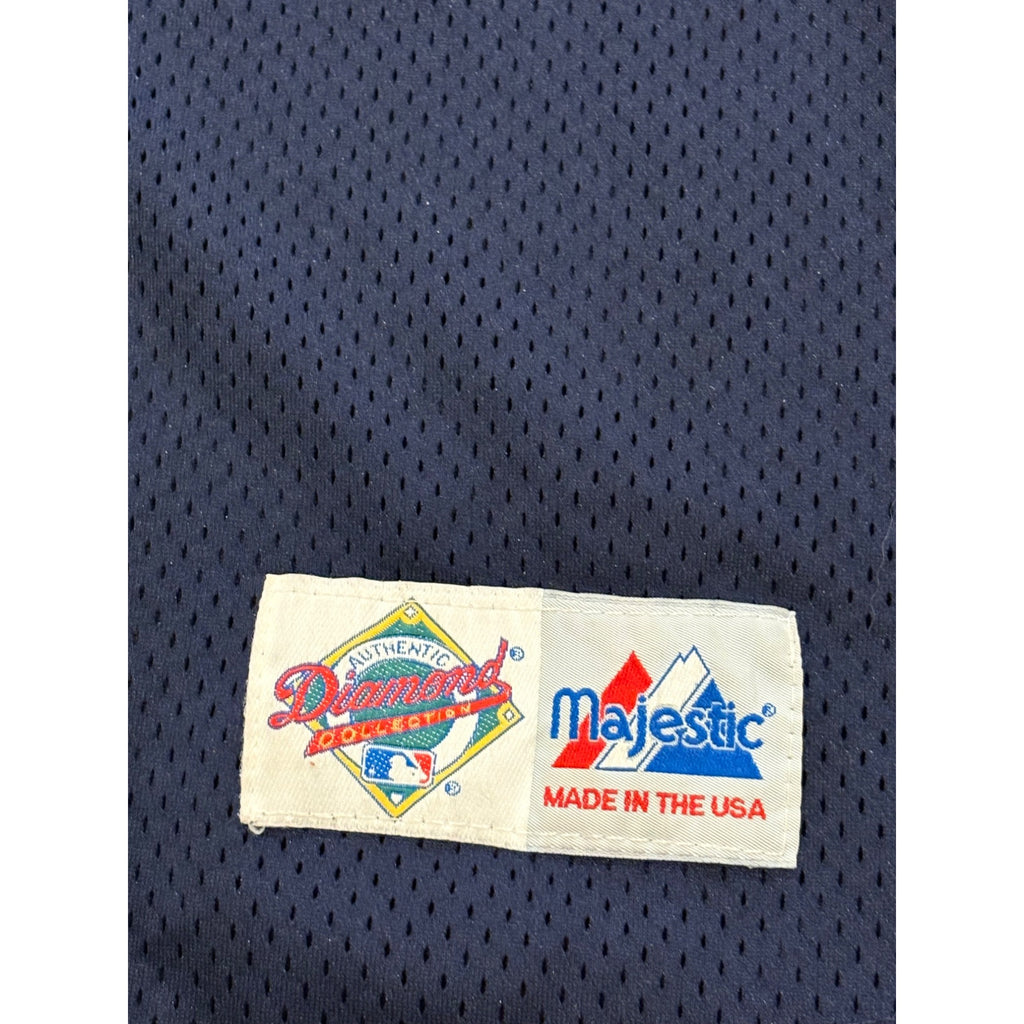 AUTHENTIC
Diamond®
COLLECTION
®
Majestic®
MADE IN THE USA